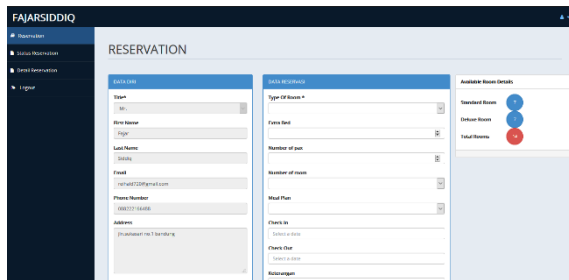 FAJARSIDDIQ
Reservation
Status Reservation
Detail Reservation
Logout
RESERVATION
DATA DIRI
Title*
Mr.
First Name
Fajar
Last Name
Siddiq
Email
Phone Number
Address
DATA RESERVASI
Type Of Room *
Extra Bed
Number of pax
Number of room
Meal Plan
Check In
Select a date
Check Out
Select a date
Keterangan
Available Room Details
Standard Room
Deluxe Room
Total Rooms